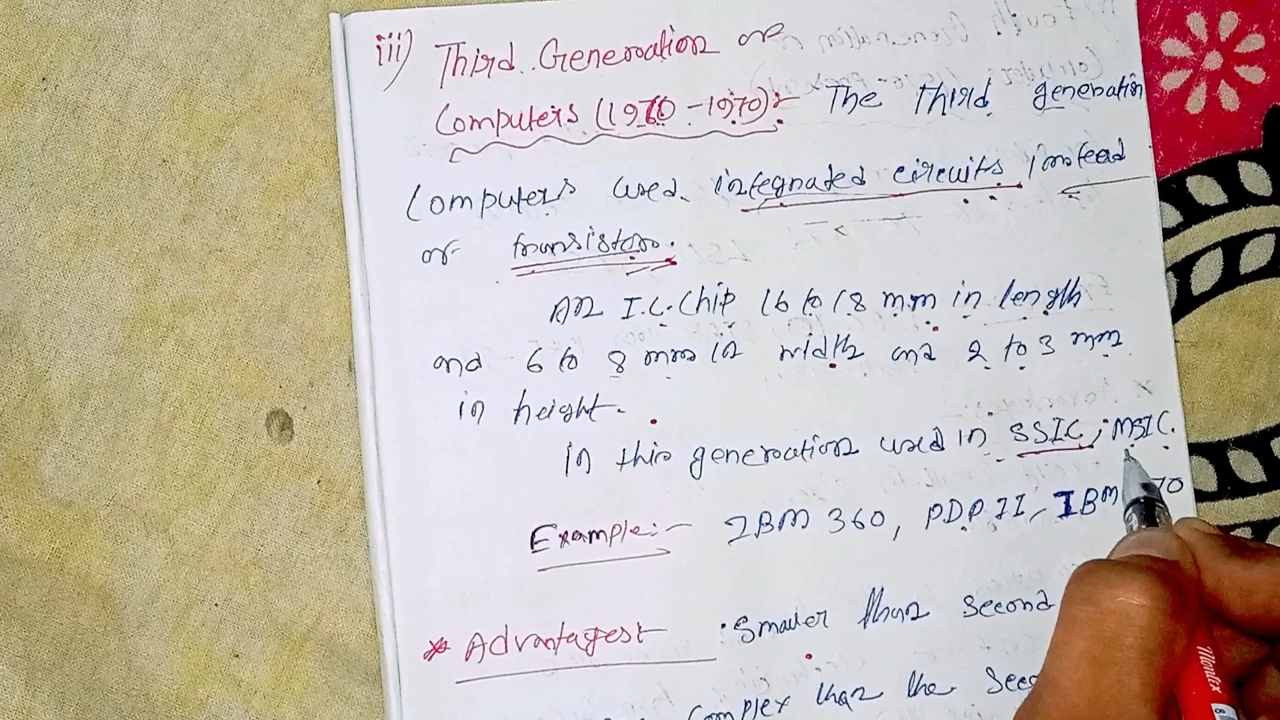 iii) Third Generation of
Computers (1960 - 1970):- The Third generation
Computers used integrated circuits instead
of transistor.
An I.C. Chip 16 to 18 mm in length
and 6 to 8 mm in width and 2 to 3 mm
in height.
in this generation used in SSIC, MSIC.
Example:- IBM 360, PDP II, IBM 70
* Advantages:- • Smaller than second
Complex than the Sec
Montex